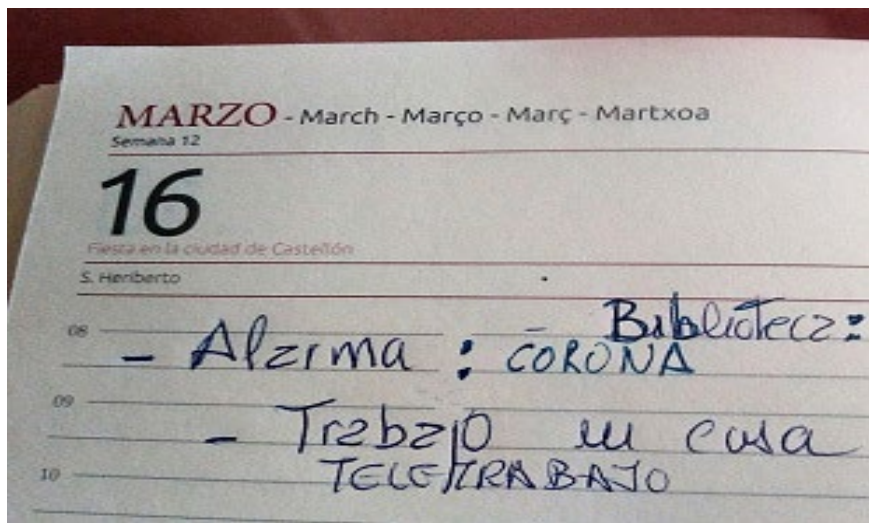 MARZO - March - Março - Març - Martxoa
Semana 12
16
Fiesta en la ciudad de Castellón
S. Heriberto
Biblioteca:
08
- Alarma : CORONA
09
- Trabajo en casa
TELETRABAJO
10